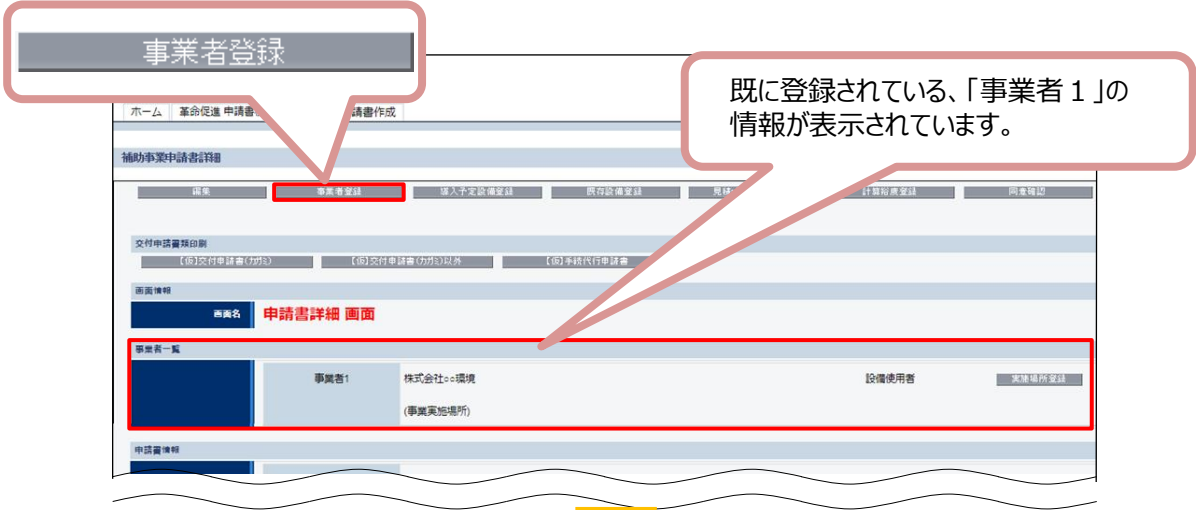 事業者登録
既に登録されている、「事業者１」の
情報が表示されています。
ホーム 革命促進 申請書 請書作成
補助事業申請書詳細
編集 事業者登録 導入予定設備登録 既存設備登録 見積 計算裕度登録 同意確認
交付申請書類印刷
【仮】交付申請書(カガミ) 【仮】交付申請書(カガミ)以外 【仮】手続代行申請書
画面情報
画面名 申請書詳細 画面
事業者一覧
事業者1 株式会社○○環境 設備使用者 実施場所登録
(事業実施場所)
申請書情報